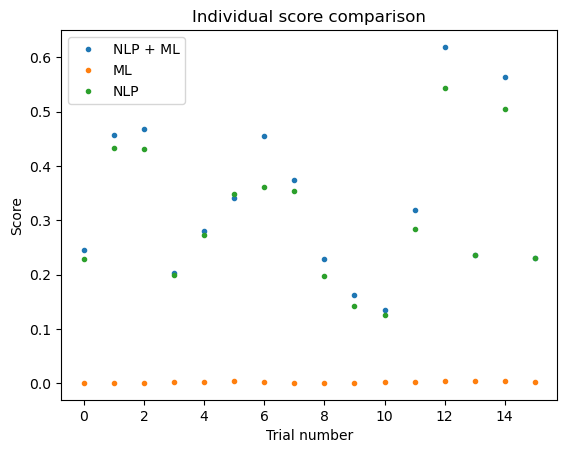 Individual score comparison
NLP + ML
ML
NLP
Score
0.6
0.5
0.4
0.3
0.2
0.1
0.0
0 2 4 6 8 10 12 14
Trial number